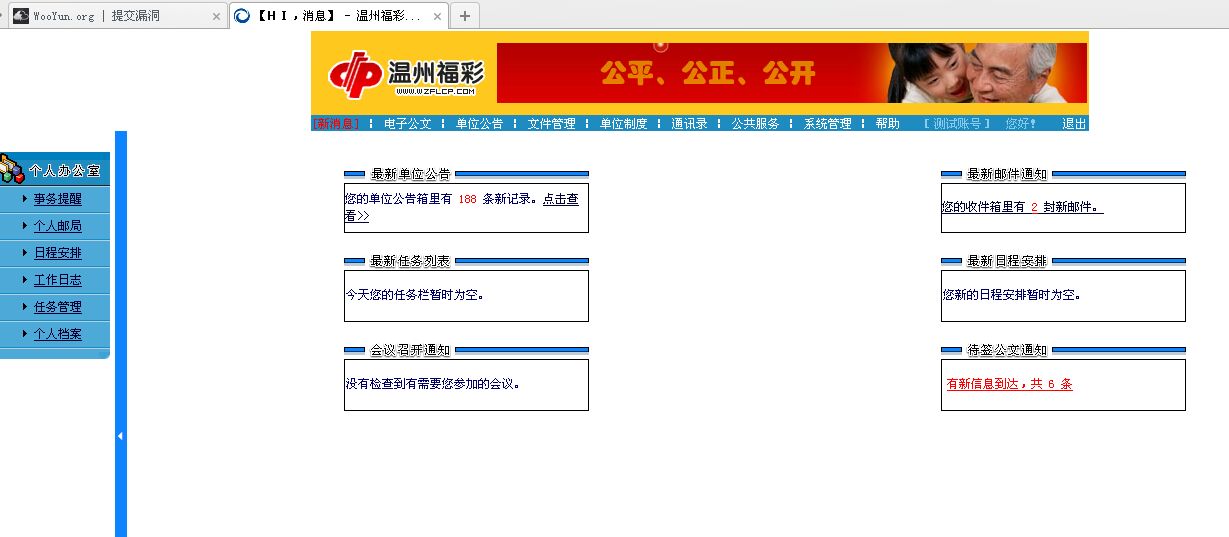 WooYun.org | 提交漏洞
【H I , 消息】 - 温州福彩...
温州福彩
WWW.WZFLCP.COM
公平、公正、公开
[新消息] 电子公文 单位公告 文件管理 单位制度 通讯录 公共服务 系统管理 帮助 [ 测试账号 ] 您好! 退出
个人办公室
事务提醒
个人邮局
日程安排
工作日志
任务管理
个人档案
最新单位公告
您的单位公告箱里有 188 条新记录。点击查
看>>
最新邮件通知
您的收件箱里有 2 封新邮件。
最新任务列表
今天您的任务栏暂时为空。
最新日程安排
您新的日程安排暂时为空。
会议召开通知
没有检查到有需要您参加的会议。
待签公文通知
有新信息到达，共 6 条